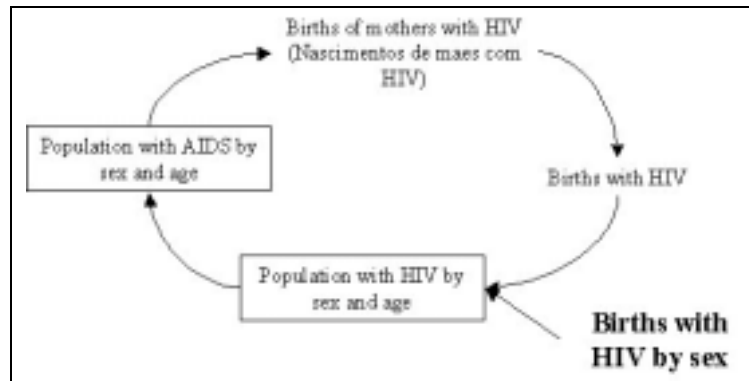 Births of mothers with HIV
(Nascimentos de maes com
HIV)
Population with AIDS by
sex and age
Births with HIV
Population with HIV by
sex and age
Births with
HIV by sex